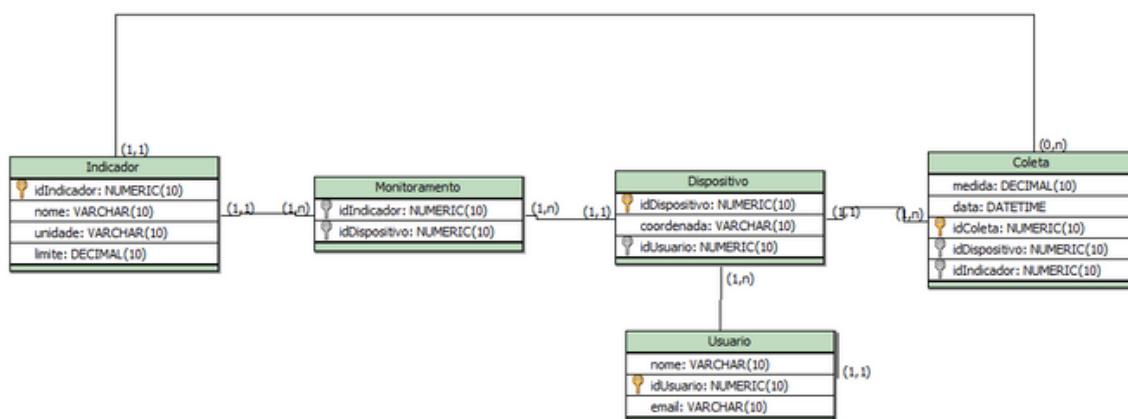 (1,1)
(0,n)
Indicador
idIndicador: NUMERIC(10)
nome: VARCHAR(10)
unidade: VARCHAR(10)
limite: DECIMAL(10)
(1,1)
(1,n)
Monitoramento
idIndicador: NUMERIC(10)
idDispositivo: NUMERIC(10)
(1,n)
(1,1)
Dispositivo
idDispositivo: NUMERIC(10)
coordenada: VARCHAR(10)
idUsuario: NUMERIC(10)
(1,1)
(1,n)
Coleta
medida: DECIMAL(10)
data: DATETIME
idColeta: NUMERIC(10)
idDispositivo: NUMERIC(10)
idIndicador: NUMERIC(10)
(1,n)
Usuario
nome: VARCHAR(10)
idUsuario: NUMERIC(10)
email: VARCHAR(10)
(1,1)